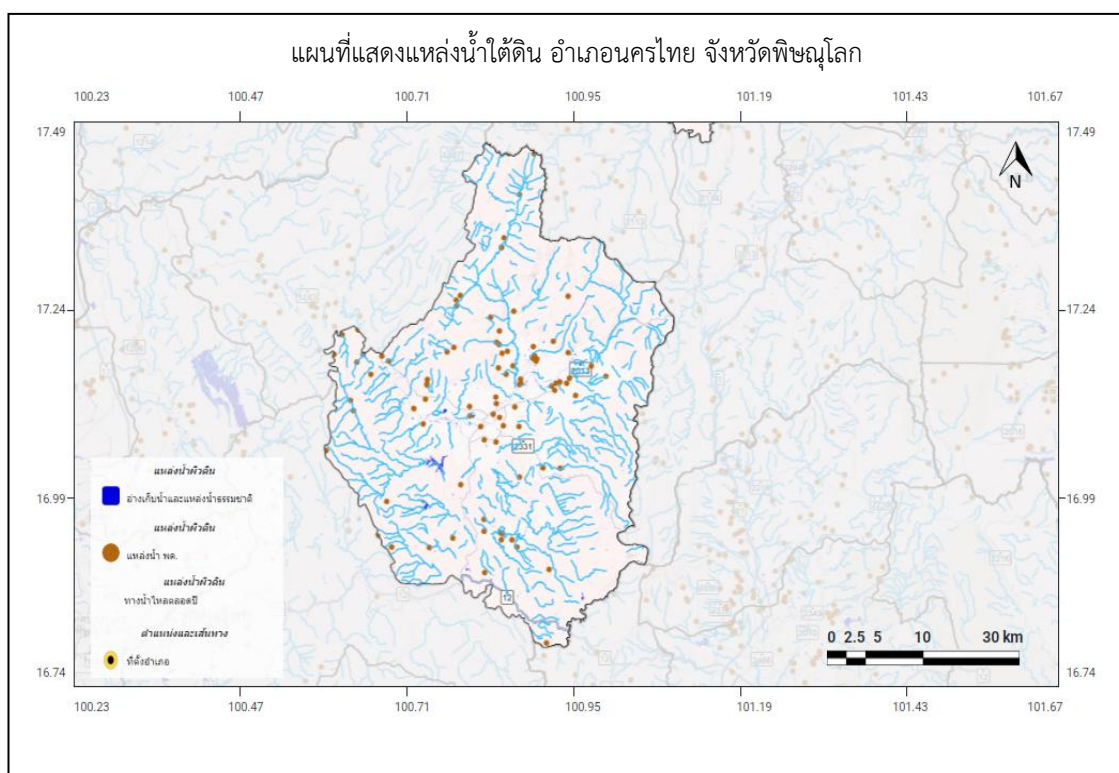 แผนที่แสดงแหล่งน้ำใต้ดิน อำเภอนครไทย จังหวัดพิษณุโลก
100.23 100.47 100.71 100.95 101.19 101.43 101.67
17.49 17.49
N
17.24 17.24
2331
16.99 16.99
แหล่งน้ำผิวดิน
อ่างเก็บน้ำและแหล่งน้ำธรรมชาติ
แหล่งน้ำผิวดิน
แหล่งน้ำ พด.
แหล่งน้ำผิวดิน
ทางน้ำไหลตลอดปี
12
ตำแหน่งและเส้นทาง
ที่ตั้งอำเภอ
0 2.5 5 10 30 km
16.74 16.74
100.23 100.47 100.71 100.95 101.19 101.43 101.67